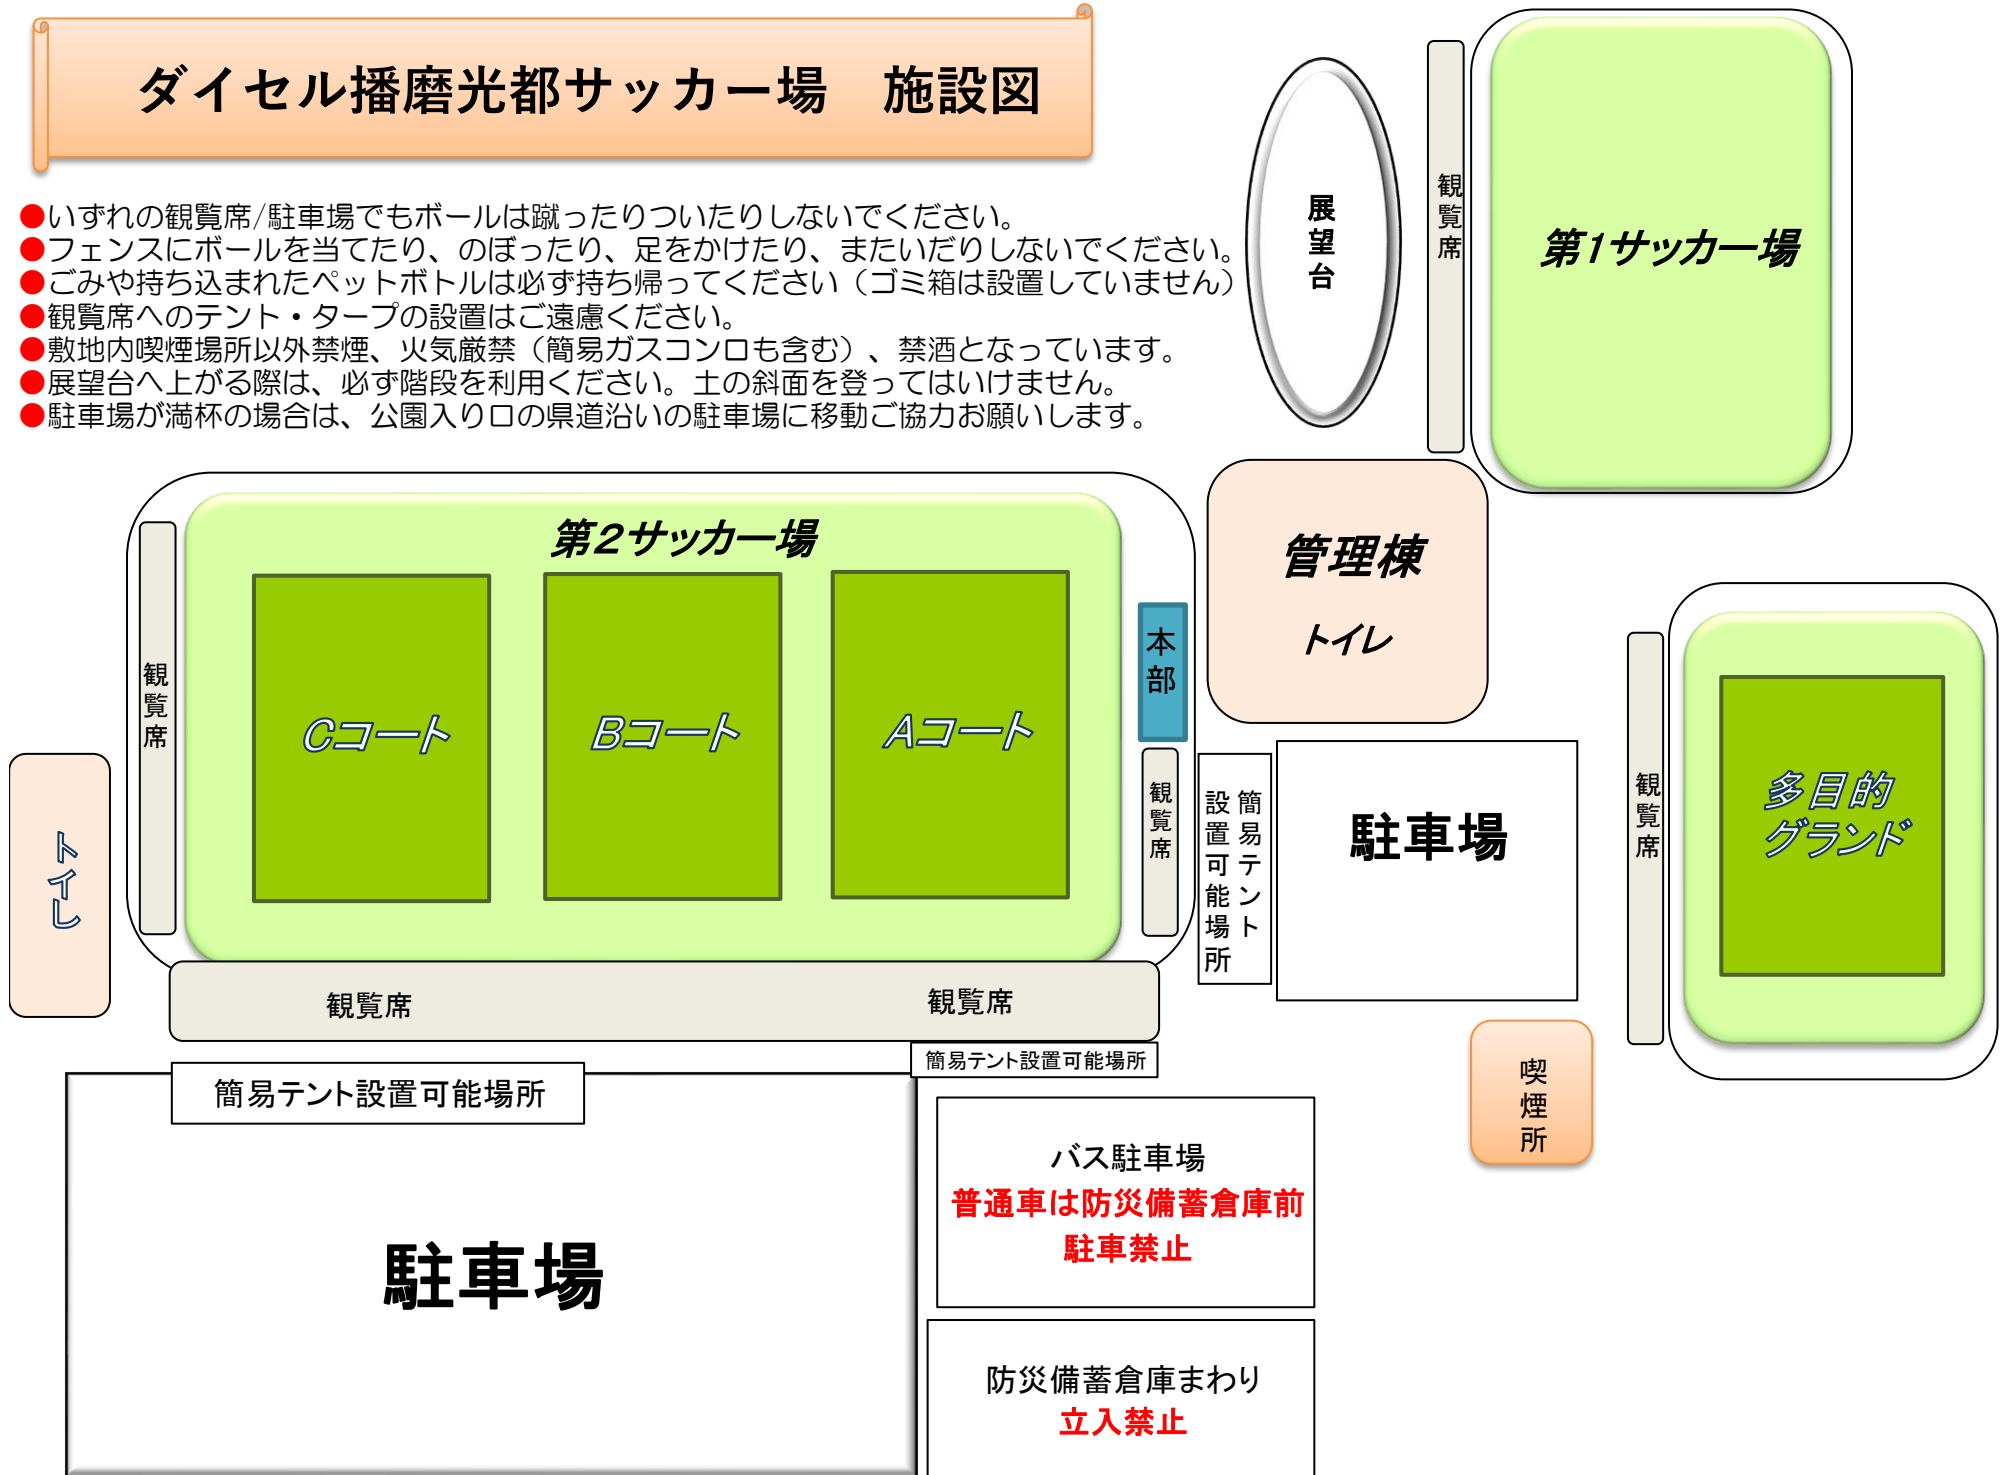 ダイセル播磨光都サッカー場　施設図
●いずれの観覧席/駐車場でもボールは蹴ったりついたりしないでください。
●フェンスにボールを当てたり、のぼったり、足をかけたり、またいだりしないでください。
●ごみや持ち込まれたペットボトルは必ず持ち帰ってください（ゴミ箱は設置していません）
●観覧席へのテント・タープの設置はご遠慮ください。
●敷地内喫煙場所以外禁煙、火気厳禁（簡易ガスコンロも含む）、禁酒となっています。
●展望台へ上がる際は、必ず階段を利用ください。土の斜面を登ってはいけません。
●駐車場が満杯の場合は、公園入り口の県道沿いの駐車場に移動ご協力お願いします。
展望台
観覧席
第1サッカー場
第2サッカー場
観覧席
Cコート
Bコート
Aコート
本部
観覧席
管理棟
トイレ
トイレ
簡易テント
設置可能場所
駐車場
観覧席
多目的
グランド
観覧席
観覧席
簡易テント設置可能場所
簡易テント設置可能場所
喫煙所
駐車場
バス駐車場
普通車は防災備蓄倉庫前
駐車禁止
防災備蓄倉庫まわり
立入禁止